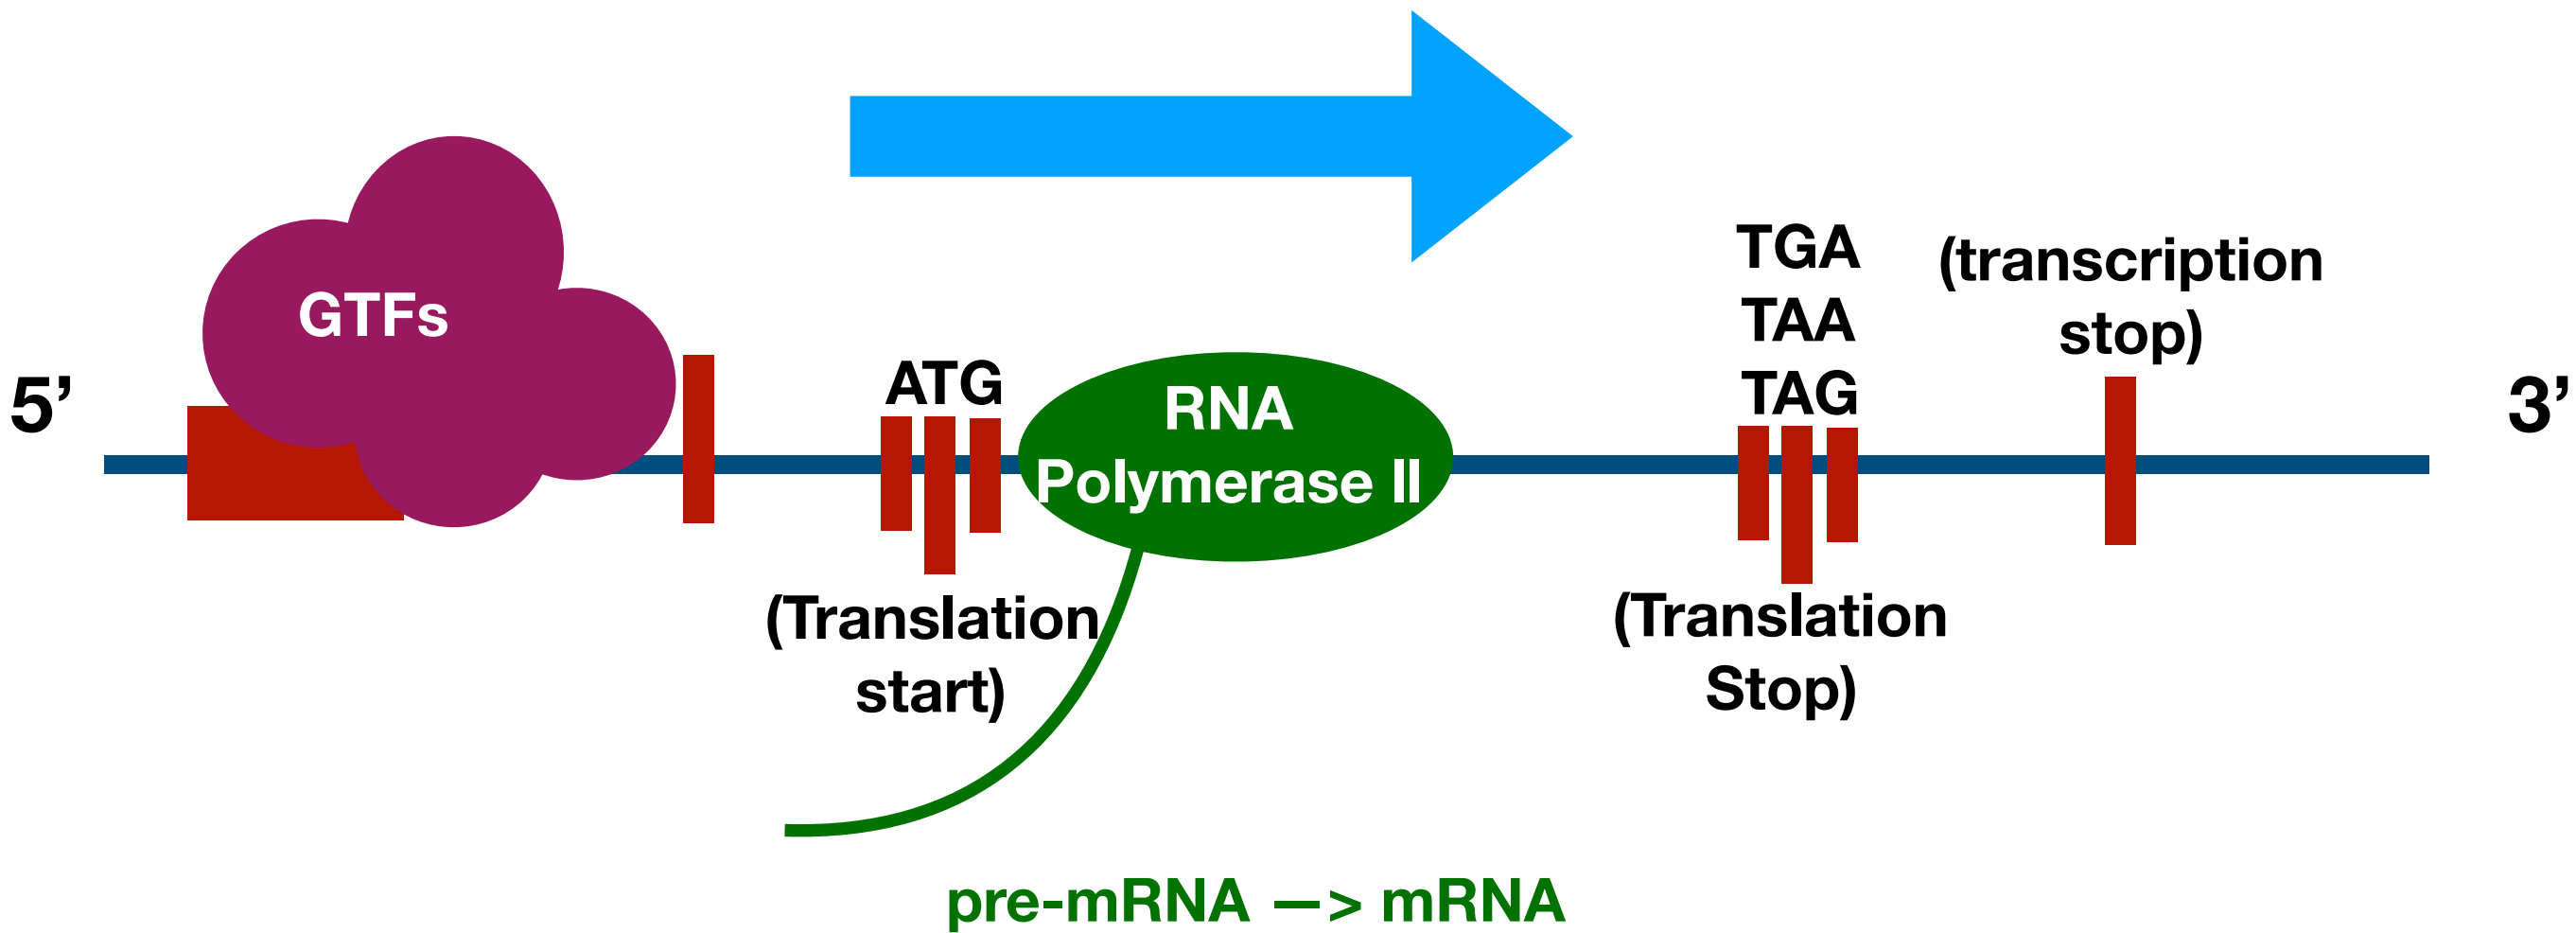 GTFs
5’
ATG
RNA
Polymerase II
TGA
TAA
TAG
(transcription
stop)
3’
(Translation
start)
(Translation
Stop)
pre-mRNA —> mRNA